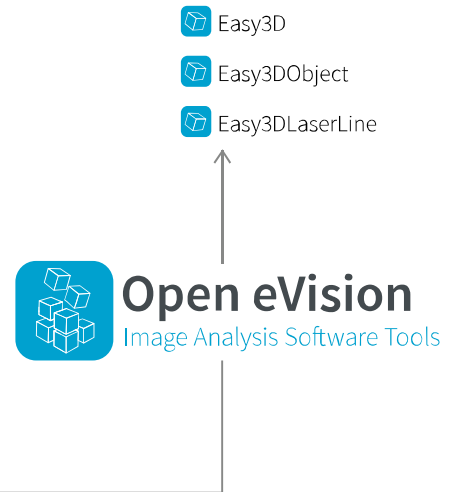 Easy3D
Easy3DObject
Easy3DLaserLine
Open eVision
Image Analysis Software Tools